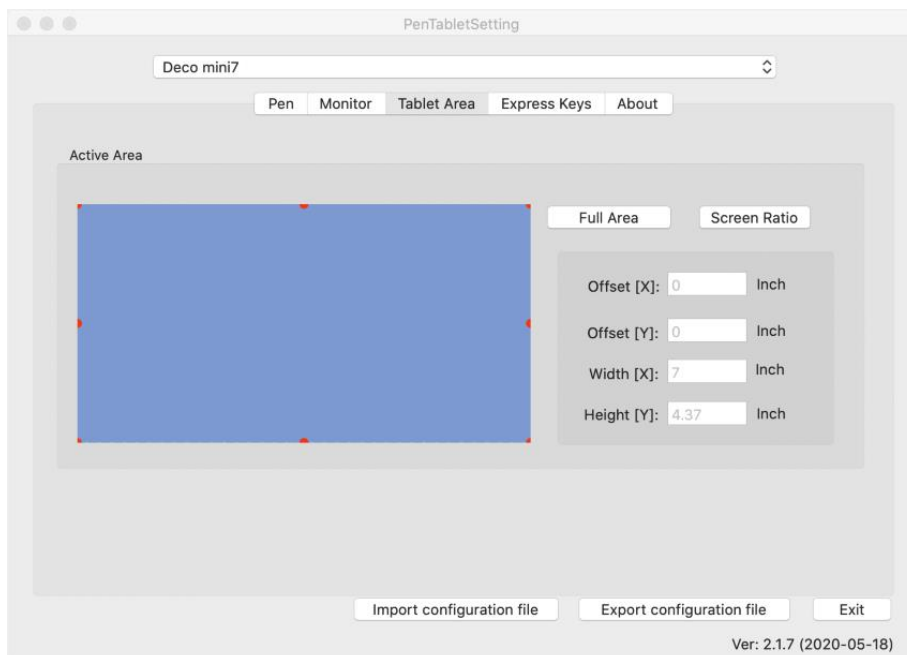 PenTabletSetting
Deco mini7
Pen Monitor Tablet Area Express Keys About
Active Area
Full Area Screen Ratio
Offset [X]: 0 Inch
Offset [Y]: 0 Inch
Width [X]: 7 Inch
Height [Y]: 4.37 Inch
Import configuration file Export configuration file Exit
Ver: 2.1.7 (2020-05-18)